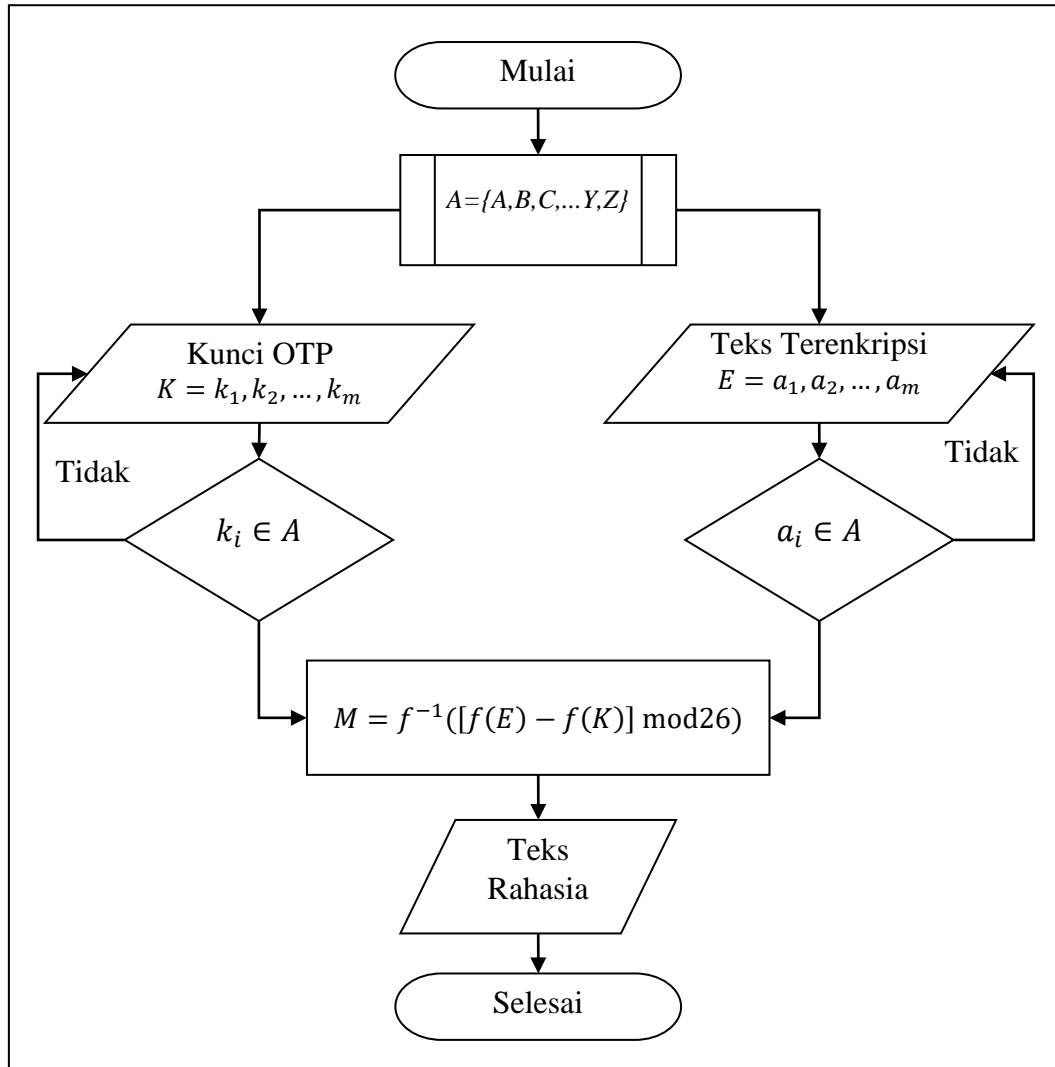 Mulai
A={A,B,C,...Y,Z}
Kunci OTP
K = k₁, k₂, … , kₘ
Teks Terenkripsi
E = a₁, a₂, … , aₘ
Tidak
Tidak
kᵢ ∈ A
aᵢ ∈ A
M = f⁻¹([f(E) − f(K)] mod26)
Teks
Rahasia
Selesai